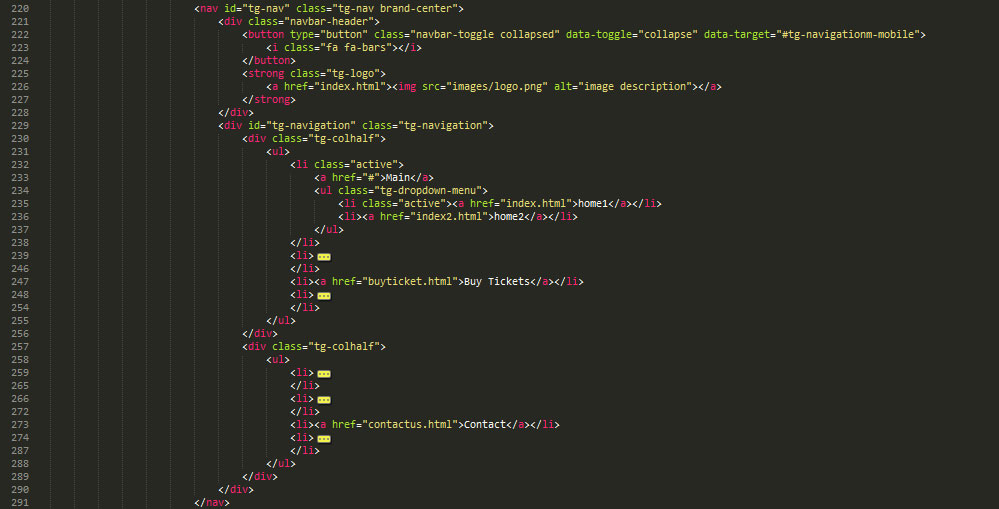 220 <nav id="tg-nav" class="tg-nav brand-center">
221 <div class="navbar-header">
222 <button type="button" class="navbar-toggle collapsed" data-toggle="collapse" data-target="#tg-navigationm-mobile">
223 <i class="fa fa-bars"></i>
224 </button>
225 <strong class="tg-logo">
226 <a href="index.html"><img src="images/logo.png" alt="image description"></a>
227 </strong>
228 </div>
229 <div id="tg-navigation" class="tg-navigation">
230 <div class="tg-colhalf">
231 <ul>
232 <li class="active">
233 <a href="#">Main</a>
234 <ul class="tg-dropdown-menu">
235 <li class="active"><a href="index.html">home1</a></li>
236 <li><a href="index2.html">home2</a></li>
237 </ul>
238 </li>
239 <li>
246 </li>
247 <li><a href="buyticket.html">Buy Tickets</a></li>
248 <li>
254 </li>
255 </ul>
256 </div>
257 <div class="tg-colhalf">
258 <ul>
259 <li>
265 </li>
266 <li>
272 </li>
273 <li><a href="contactus.html">Contact</a></li>
274 <li>
287 </li>
288 </ul>
289 </div>
290 </div>
291 </nav>